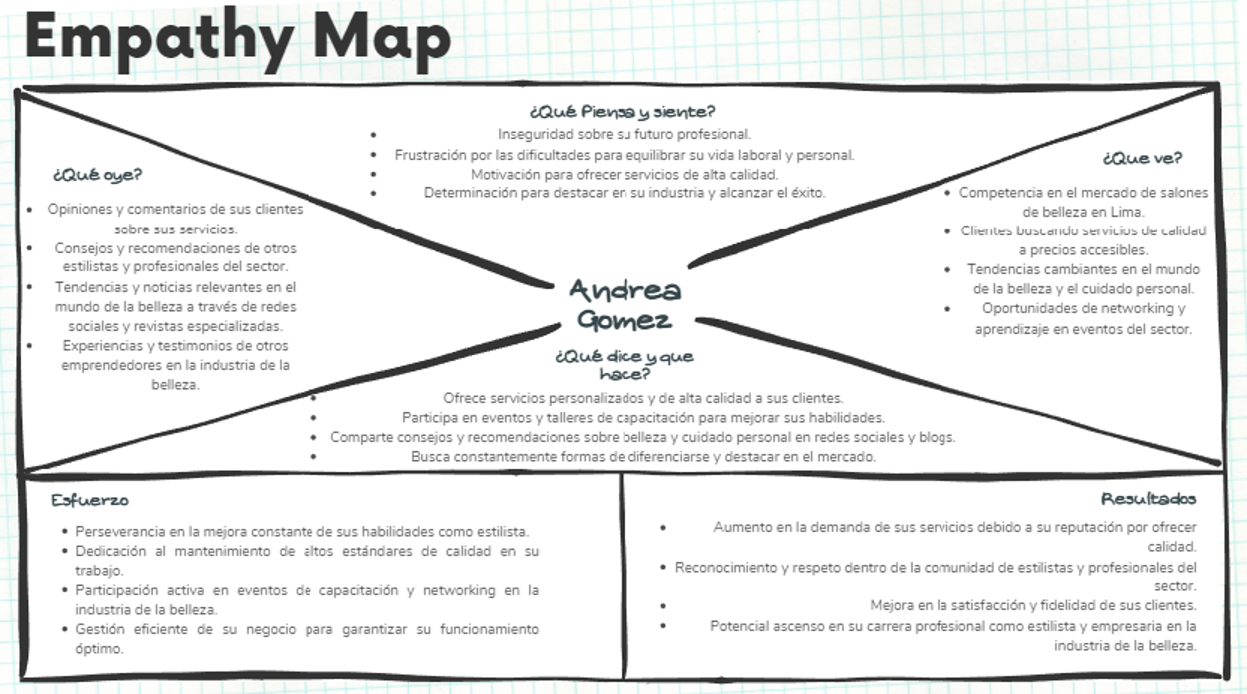 Empathy Map
¿Qué Piensa y siente?
• Inseguridad sobre su futuro profesional.
• Frustración por las dificultades para equilibrar su vida laboral y personal.
• Motivación para ofrecer servicios de alta calidad.
• Determinación para destacar en su industria y alcanzar el éxito.
¿Qué oye?
• Opiniones y comentarios de sus clientes
sobre sus servicios.
• Consejos y recomendaciones de otros
estilistas y profesionales del sector.
• Tendencias y noticias relevantes en el
mundo de la belleza a través de redes
sociales y revistas especializadas.
• Experiencias y testimonios de otros
emprendedores en la industria de la
belleza.
¿Que ve?
• Competencia en el mercado de salones
de belleza en Lima.
• Clientes buscando servicios de calidad
a precios accesibles.
• Tendencias cambiantes en el mundo
de la belleza y el cuidado personal.
• Oportunidades de networking y
aprendizaje en eventos del sector.
Andrea
Gomez
¿Qué dice y que
hace?
• Ofrece servicios personalizados y de alta calidad a sus clientes.
• Participa en eventos y talleres de capacitación para mejorar sus habilidades.
• Comparte consejos y recomendaciones sobre belleza y cuidado personal en redes sociales y blogs.
• Busca constantemente formas de diferenciarse y destacar en el mercado.
Esfuerzo
• Perseverancia en la mejora constante de sus habilidades como estilista.
• Dedicación al mantenimiento de altos estándares de calidad en su
trabajo.
• Participación activa en eventos de capacitación y networking en la
industria de la belleza.
• Gestión eficiente de su negocio para garantizar su funcionamiento
óptimo.
Resultados
• Aumento en la demanda de sus servicios debido a su reputación por ofrecer
calidad.
• Reconocimiento y respeto dentro de la comunidad de estilistas y profesionales del
sector.
• Mejora en la satisfacción y fidelidad de sus clientes.
• Potencial ascenso en su carrera profesional como estilista y empresaria en la
industria de la belleza.